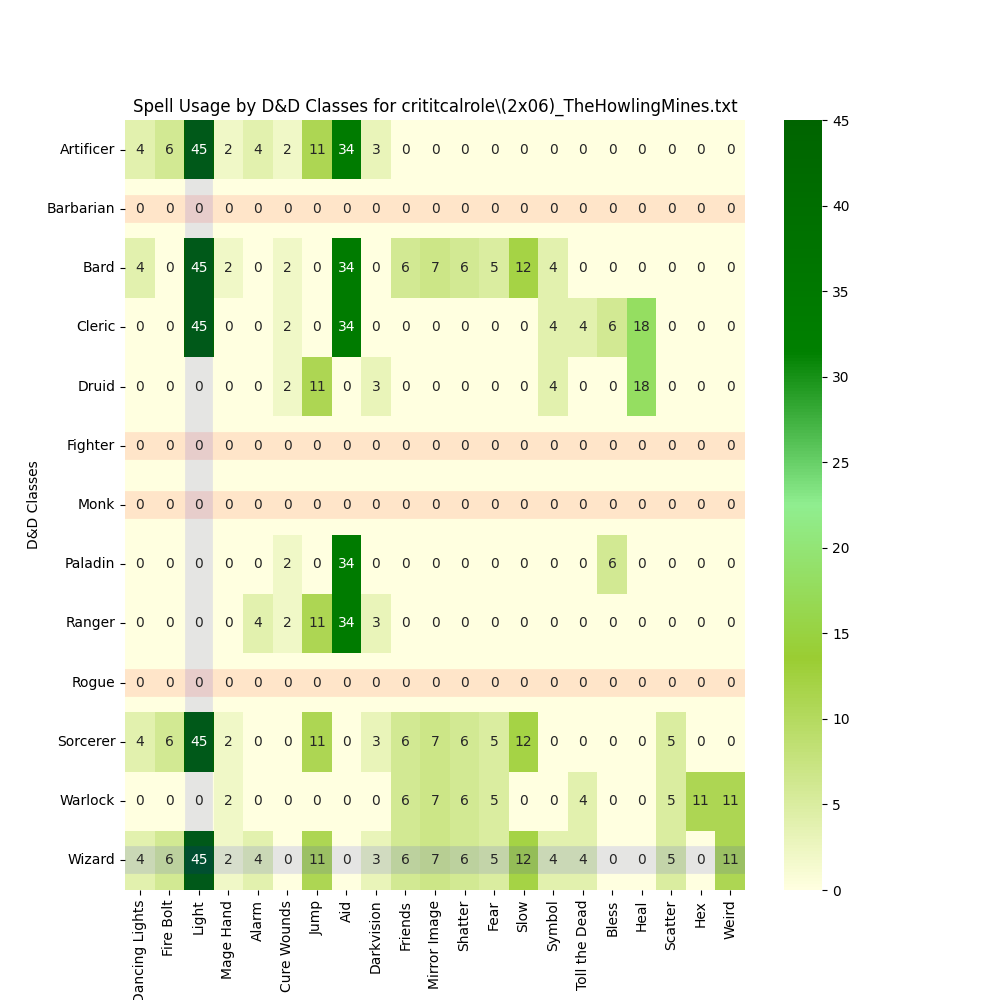 Spell Usage by D&D Classes for crititcalrole\(2x06)_TheHowlingMines.txt
D&D Classes
Artificer 4 6 45 2 4 2 11 34 3 0 0 0 0 0 0 0 0 0 0 0 0
Barbarian 0 0 0 0 0 0 0 0 0 0 0 0 0 0 0 0 0 0 0 0 0
Bard 4 0 45 2 0 2 0 34 0 6 7 6 5 12 4 0 0 0 0 0 0
Cleric 0 0 45 0 0 2 0 34 0 0 0 0 0 0 4 4 6 18 0 0 0
Druid 0 0 0 0 0 2 11 0 3 0 0 0 0 0 4 0 0 18 0 0 0
Fighter 0 0 0 0 0 0 0 0 0 0 0 0 0 0 0 0 0 0 0 0 0
Monk 0 0 0 0 0 0 0 0 0 0 0 0 0 0 0 0 0 0 0 0 0
Paladin 0 0 0 0 0 2 0 34 0 0 0 0 0 0 0 0 6 0 0 0 0
Ranger 0 0 0 0 4 2 11 34 3 0 0 0 0 0 0 0 0 0 0 0 0
Rogue 0 0 0 0 0 0 0 0 0 0 0 0 0 0 0 0 0 0 0 0 0
Sorcerer 4 6 45 2 0 0 11 0 3 6 7 6 5 12 0 0 0 0 5 0 0
Warlock 0 0 0 2 0 0 0 0 0 6 7 6 5 0 0 4 0 0 5 11 11
Wizard 4 6 45 2 4 0 11 0 3 6 7 6 5 12 4 4 0 0 5 0 11
Dancing Lights
Fire Bolt
Light
Mage Hand
Alarm
Cure Wounds
Jump
Aid
Darkvision
Friends
Mirror Image
Shatter
Fear
Slow
Symbol
Toll the Dead
Bless
Heal
Scatter
Hex
Weird
45
40
35
30
25
20
15
10
5
0